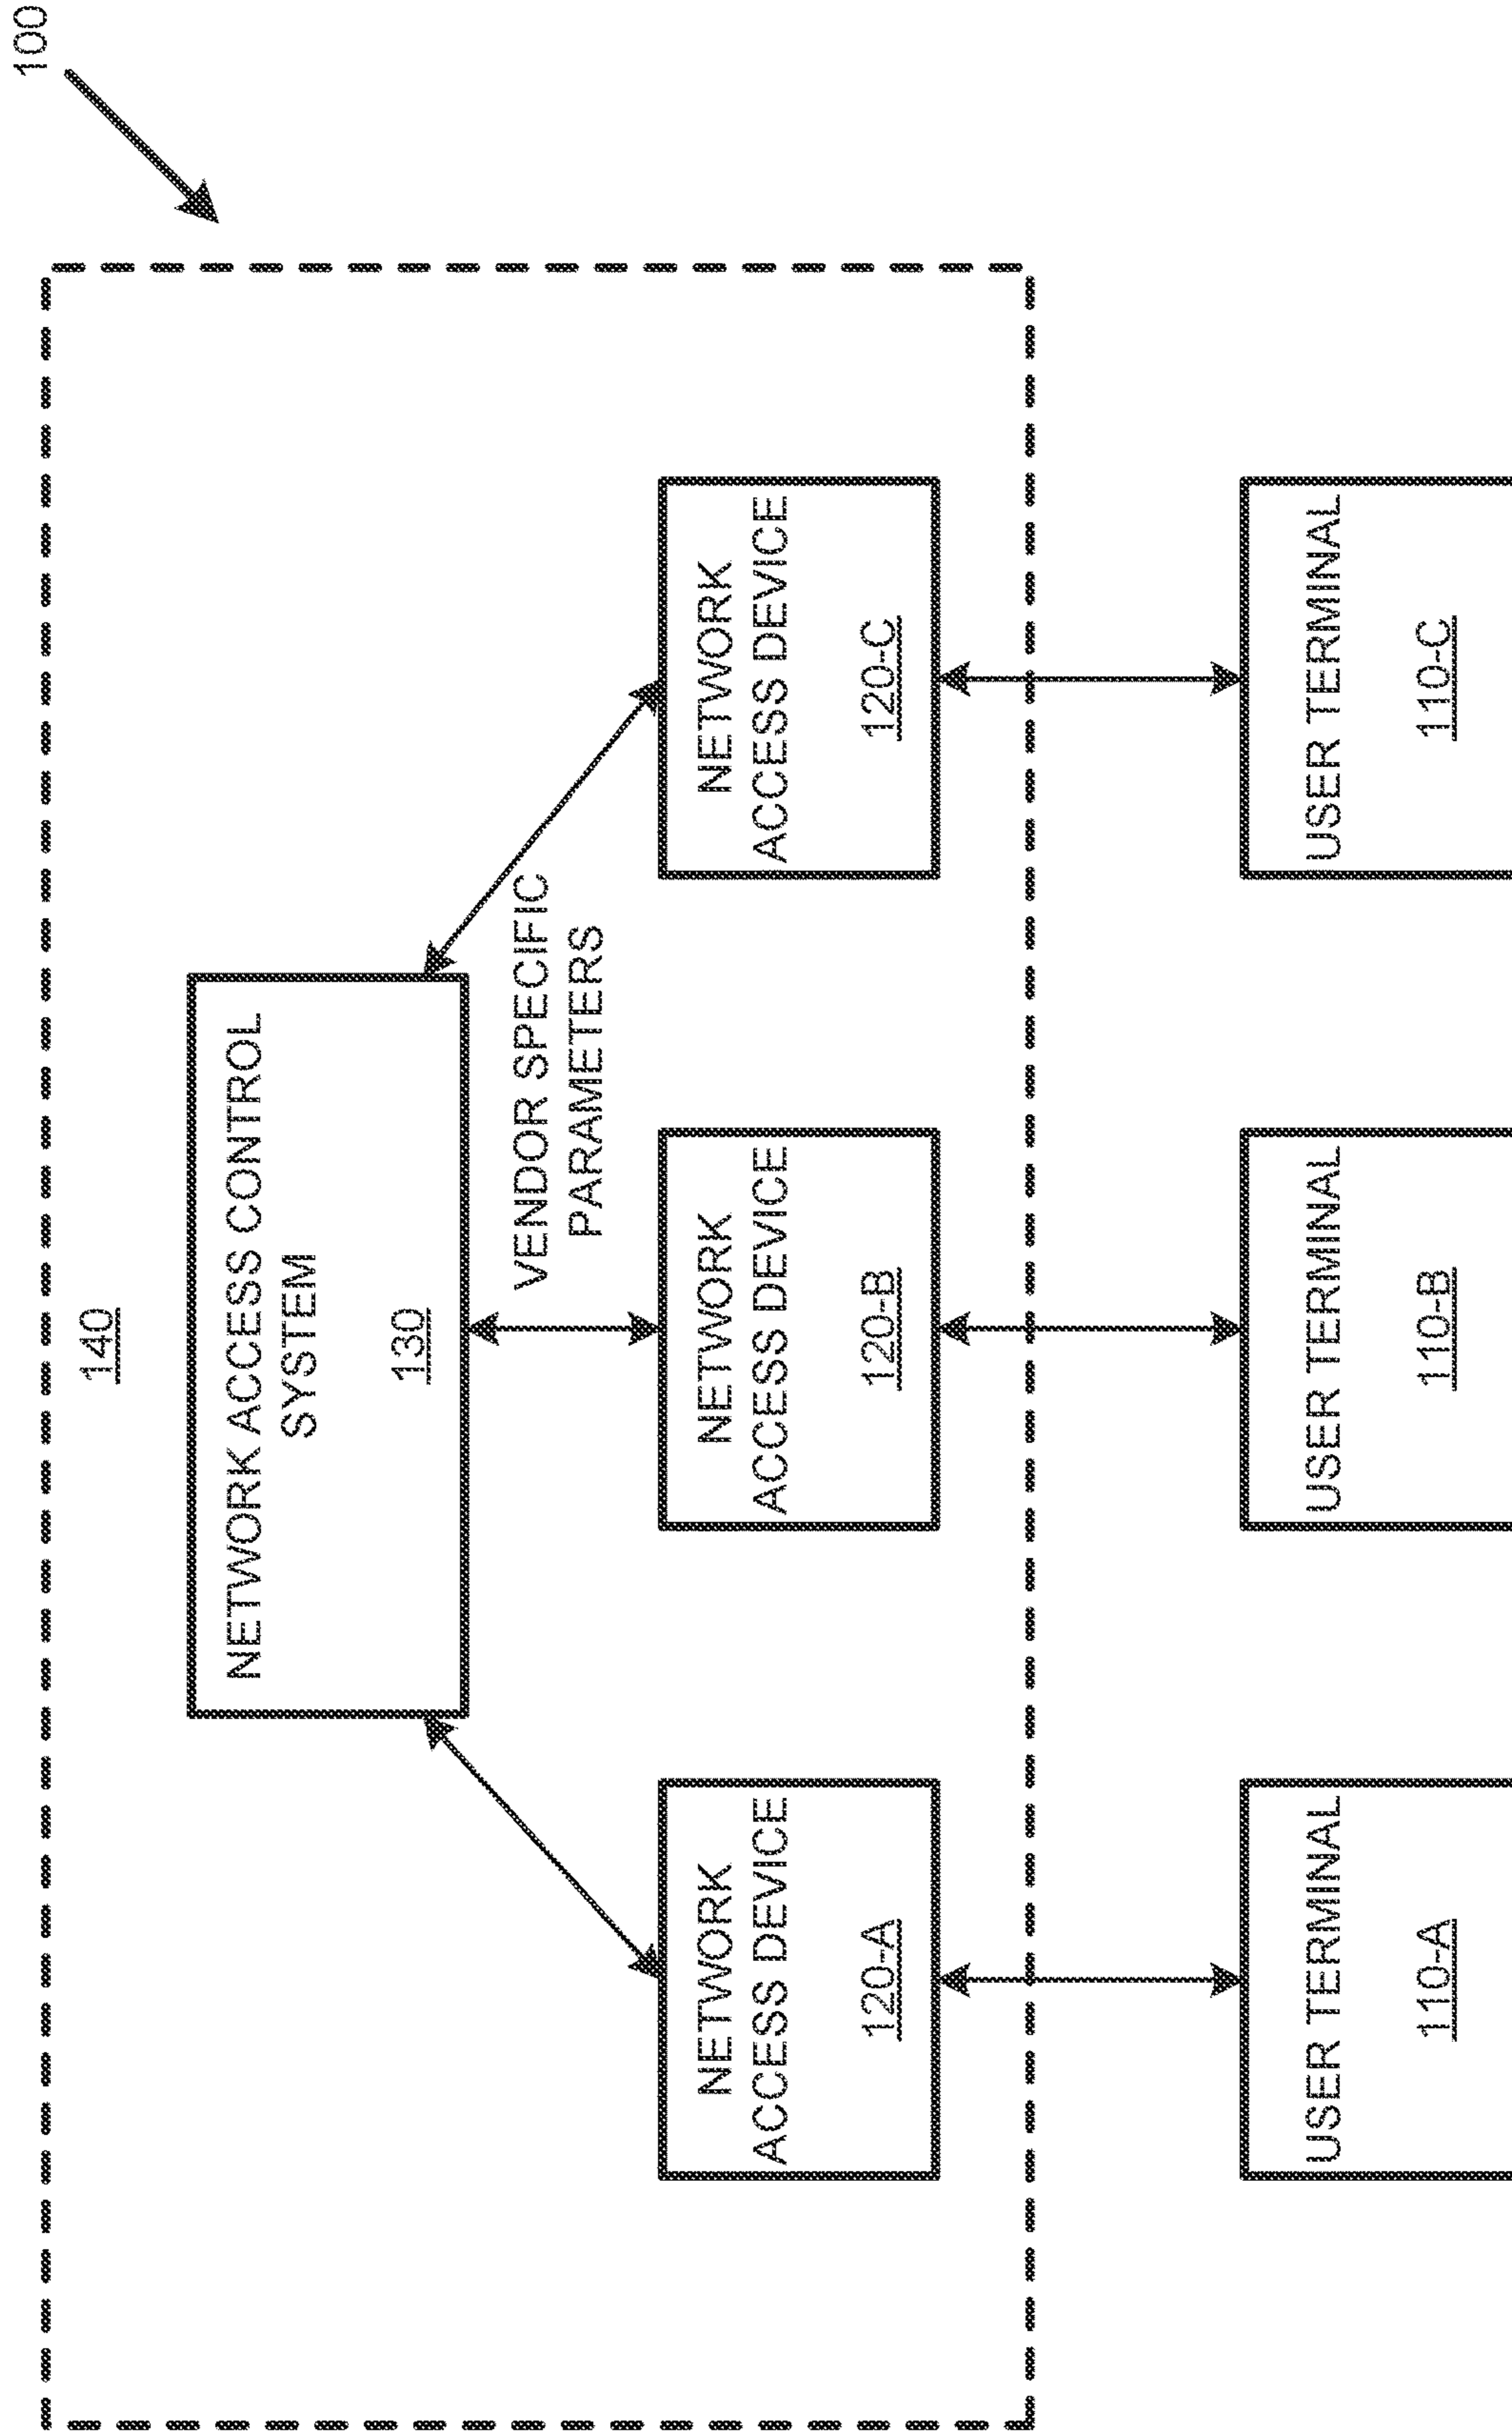 100
140
NETWORK ACCESS CONTROL
SYSTEM
130
VENDOR SPECIFIC
PARAMETERS
NETWORK
ACCESS DEVICE
120-A
NETWORK
ACCESS DEVICE
120-B
NETWORK
ACCESS DEVICE
120-C
USER TERMINAL
110-A
USER TERMINAL
110-B
USER TERMINAL
110-C